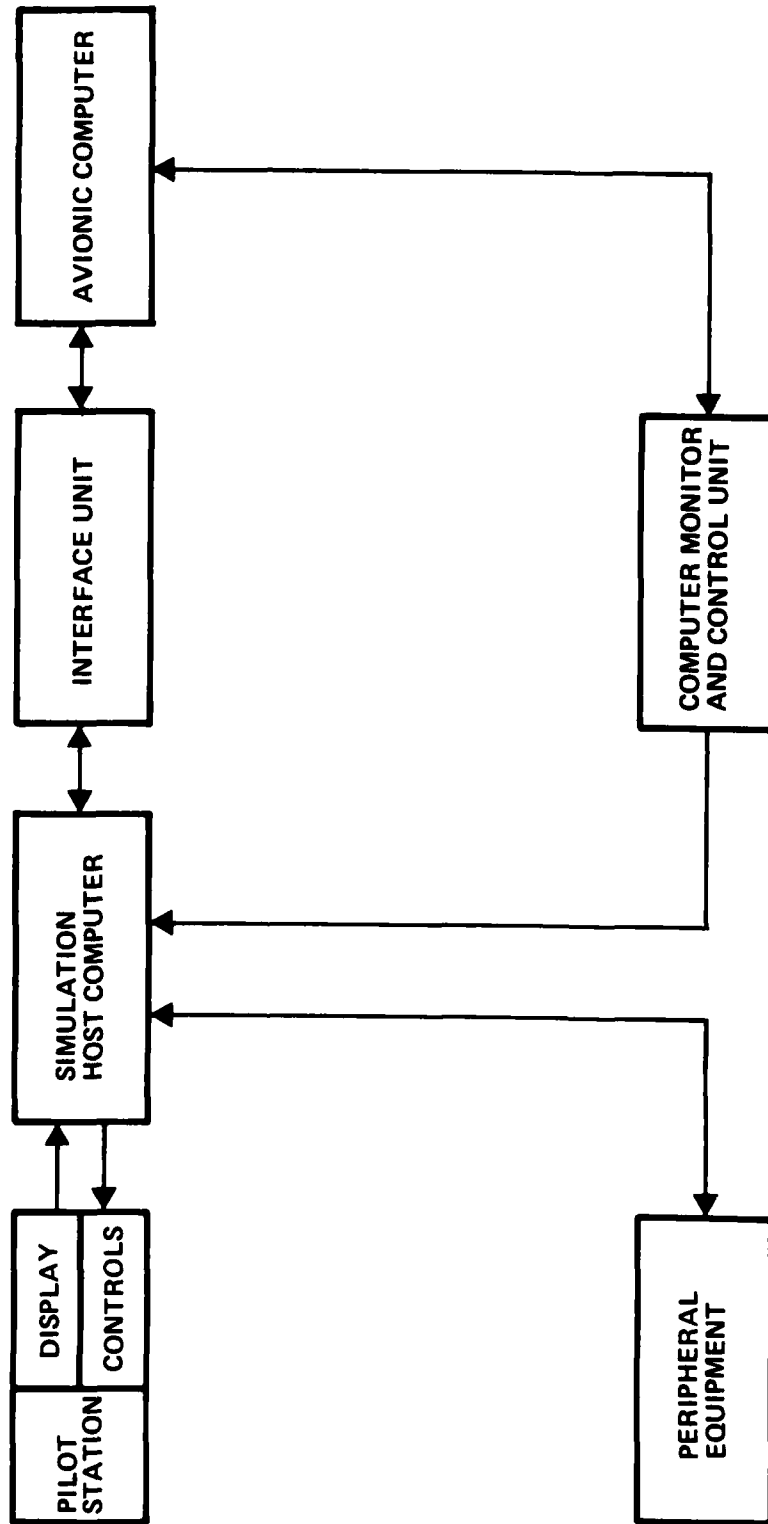 PILOT
STATION
DISPLAY
CONTROLS
SIMULATION
HOST COMPUTER
INTERFACE UNIT
AVIONIC COMPUTER
PERIPHERAL
EQUIPMENT
COMPUTER MONITOR
AND CONTROL UNIT